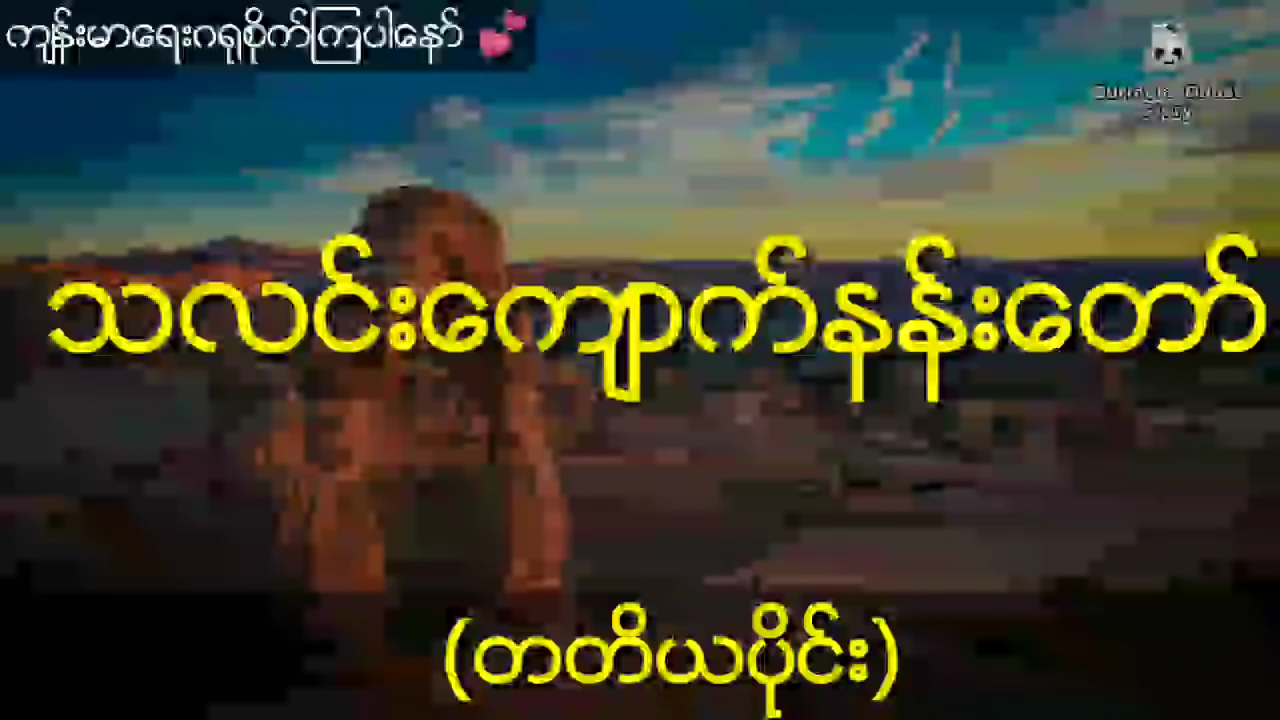 ကျန်းမာရေးဂရုစိုက်ကြပါနော် 💕
သလင်းကျောက်နန်းတော်
(တတိယပိုင်း)